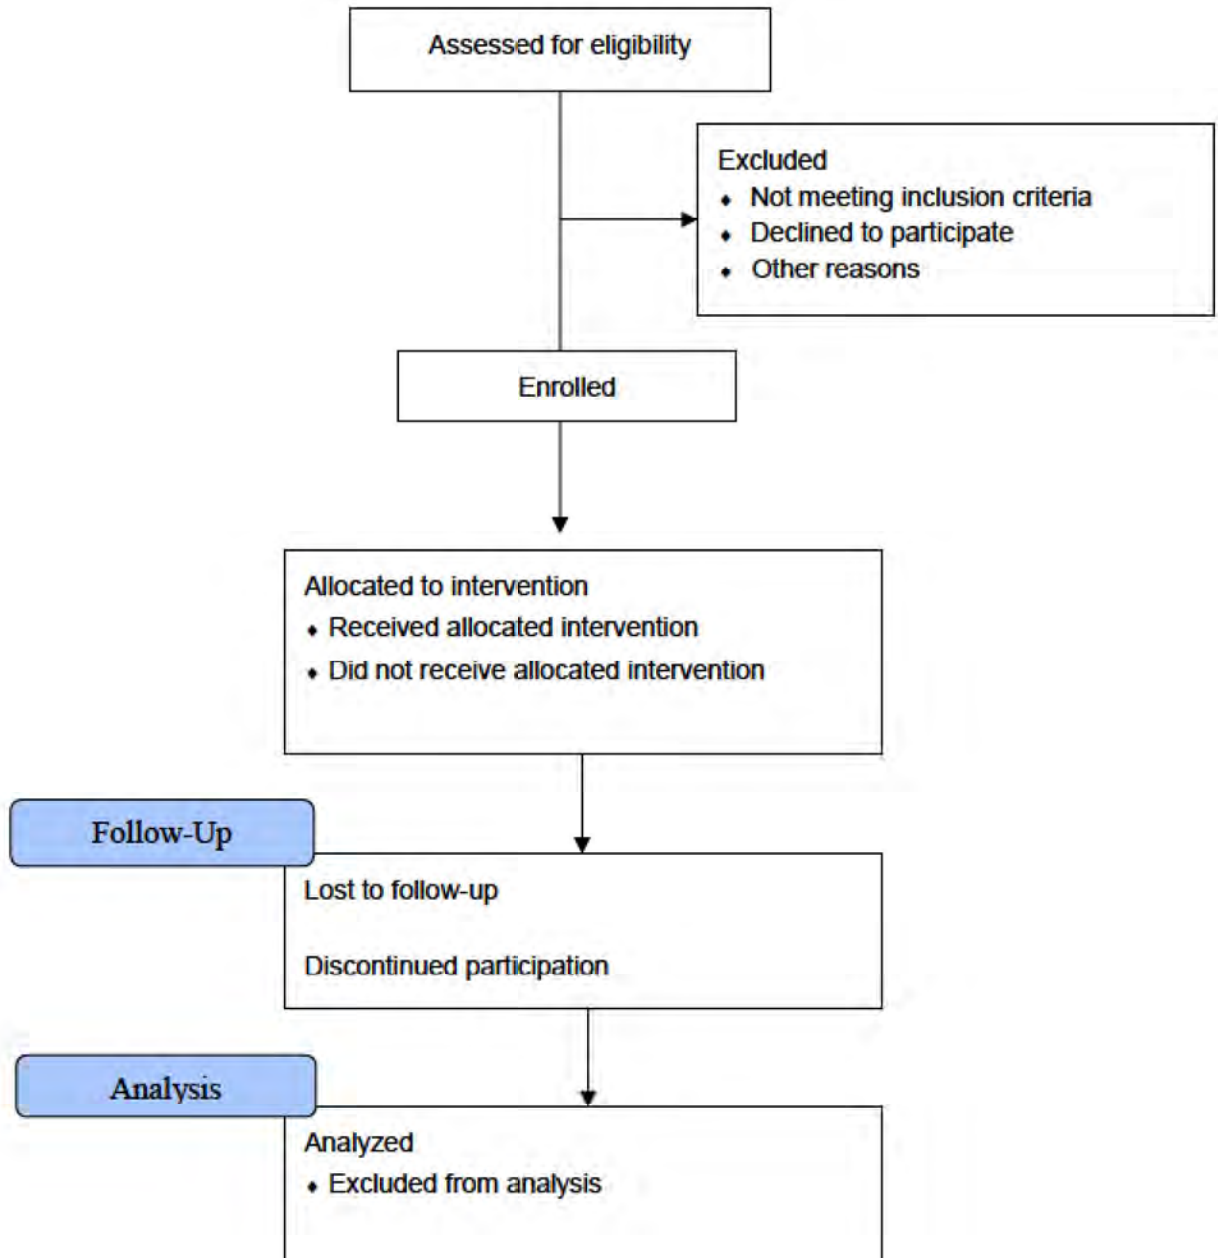 Assessed for eligibility
Excluded
⬧ Not meeting inclusion criteria
⬧ Declined to participate
⬧ Other reasons
Enrolled
Allocated to intervention
⬧ Received allocated intervention
⬧ Did not receive allocated intervention
Follow-Up
Lost to follow-up
Discontinued participation
Analysis
Analyzed
⬧ Excluded from analysis